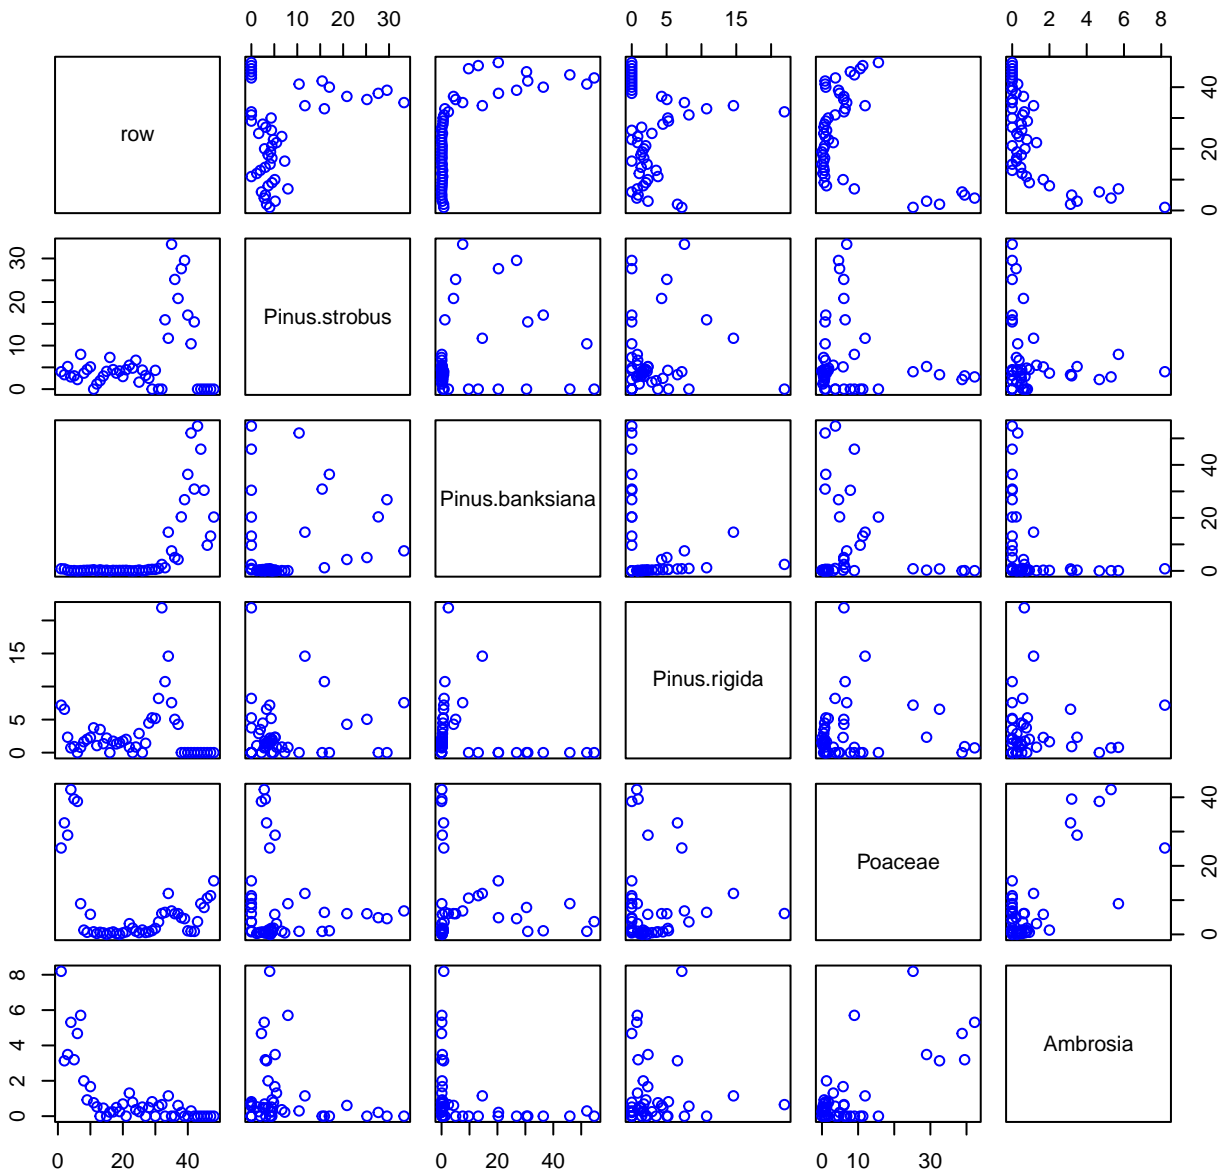 0 10 30 0 5 15 0 2 4 6 8
row 0 20 40
0 10 20 30 Pinus.strobus
Pinus.banksiana 0 20 40
0 5 15 Pinus.rigida
Poaceae 0 20 40
0 2 4 6 8 Ambrosia
0 20 40 0 20 40 0 10 30